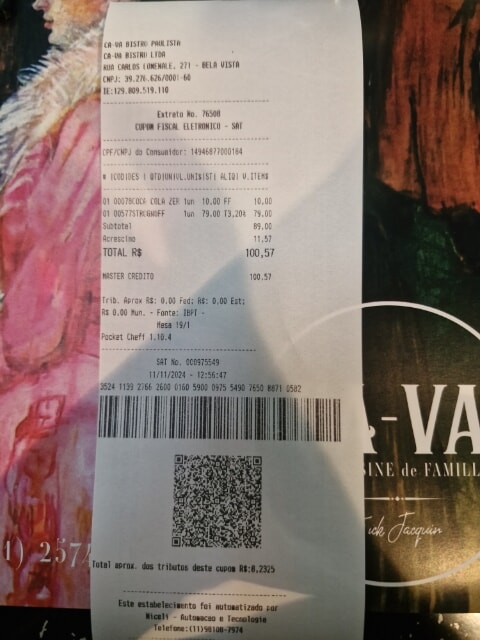 CA-VA BISTRO PAULISTA
CA-VA BISTRO LTDA
RUA CARLOS COMENALE, 271 - BELA VISTA
CNPJ: 39.276.626/0001-60
IE:129.809.519.110
Extrato No. 76508
CUPOM FISCAL ELETRONICO - SAT
CPF/CNPJ do Consumidor: 14946877000184
# |COD|DES | QTD|UN|VL.UN|S|ST| ALIQ| V.ITEM$
01 00078COCA COLA ZER 1un 10.00 FF 10.00
01 00577STROGNOFF 1un 79.00 T3.20% 79.00
Subtotal 89.00
Acrescimo 11.57
TOTAL R$ 100,57
MASTER CREDITO 100.57
Trib. Aprox R$: 0.00 Fed: R$: 0.00 Est:
R$ 0.00 Mun. - Fonte: IBPT -
Mesa 19/1
Pocket Cheff 1.10.4
SAT No. 000975549
11/11/2024 - 12:56:47
3524 1139 2766 2600 0160 5900 0975 5490 7650 8871 0582
-VA
SINE de FAMILL
Jacquin
1) 2574
Total aprox. dos tributos deste cupom R$:8,2325
Este estabelecimento foi automatizado por
Nicoli - Automacao e Tecnologia
Telefone:(11)98108-7974